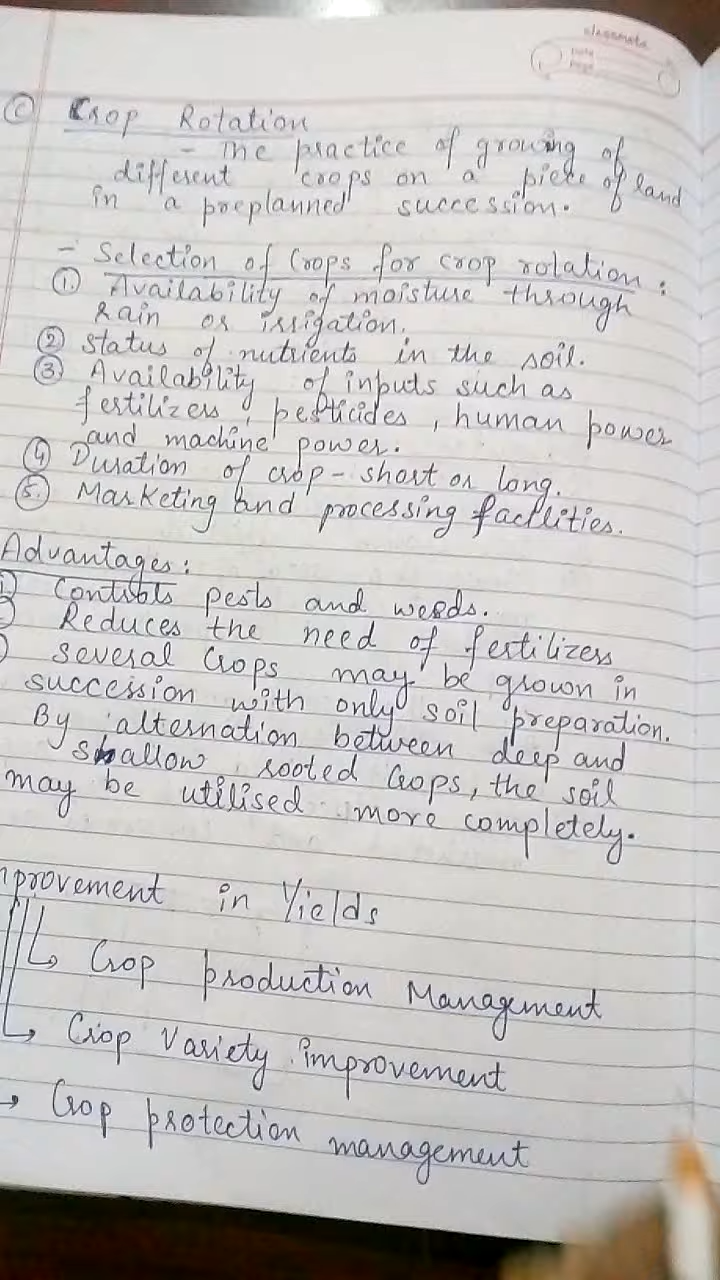 classmate
Date
Page
(C) Crop Rotation
- The practice of growing of
different crops on a piece of land
in a preplanned succession.
- Selection of Crops for crop rotation:
(1) Availability of moisture through
Rain or irrigation.
(2) Status of nutrients in the soil.
(3) Availability of inputs such as
fertilizers, pesticides, human power
and machine power.
(4) Duration of crop - short or long.
(5) Marketing and processing facilities.
Advantages:
Controls pests and weeds.
Reduces the need of fertilizers
Several Crops may be grown in
succession with only soil preparation.
By alternation between deep and
shallow rooted Crops, the soil
may be utilised more completely.
mprovement in Yields
↳ Crop production Management
↳ Crop Variety improvement
→ Crop protection management